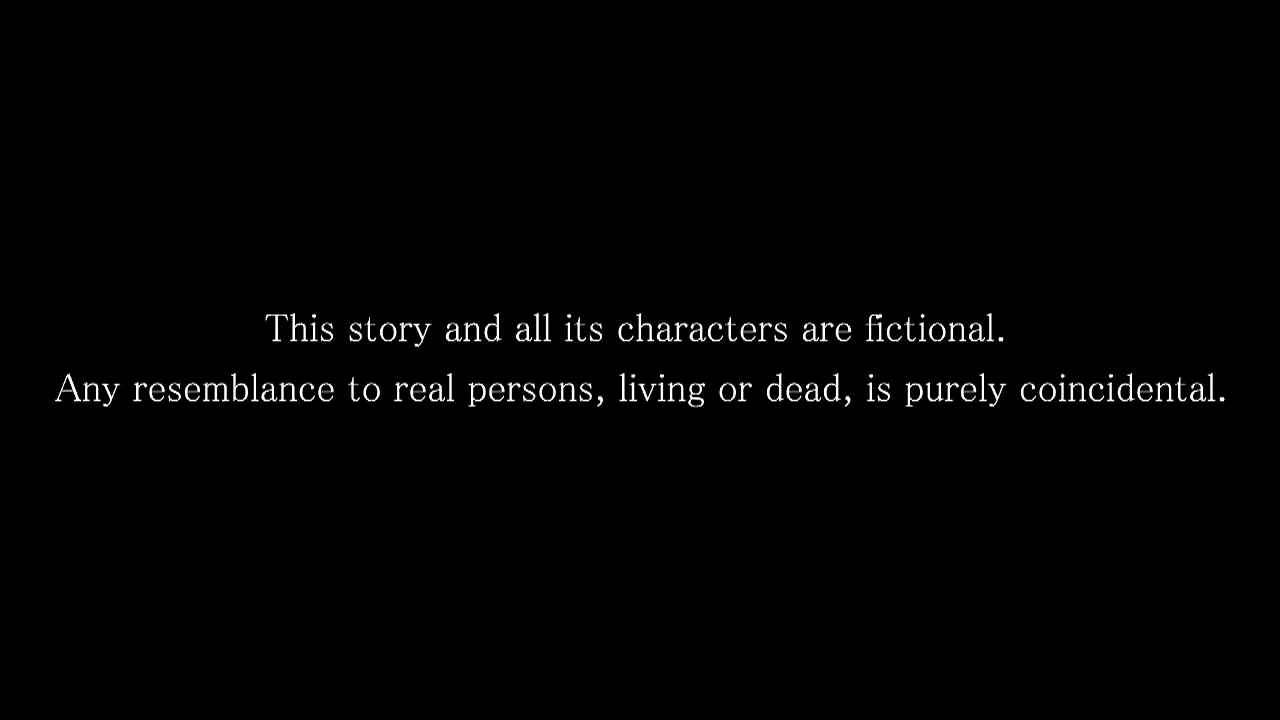 This story and all its characters are fictional.
Any resemblance to real persons, living or dead, is purely coincidental.